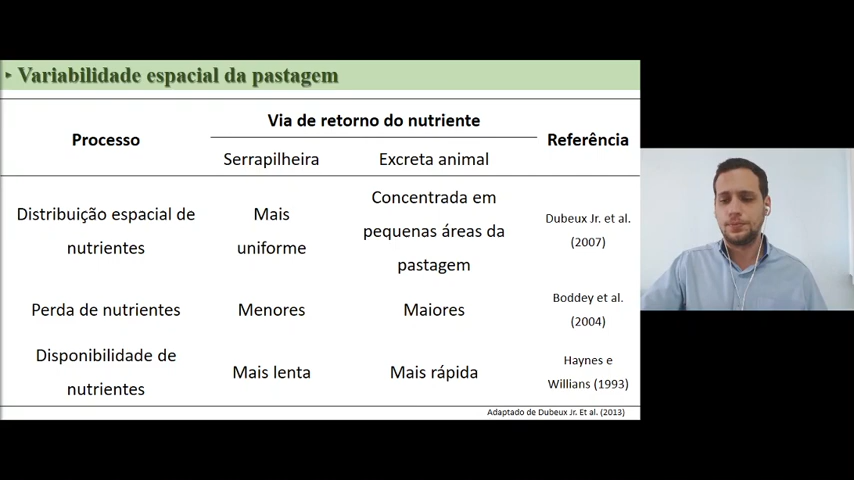 Variabilidade espacial da pastagem
Processo
Via de retorno do nutriente
Referência
Serrapilheira
Excreta animal
Distribuição espacial de
nutrientes
Mais
uniforme
Concentrada em
pequenas áreas da
pastagem
Dubeux Jr. et al.
(2007)
Perda de nutrientes
Menores
Maiores
Boddey et al.
(2004)
Disponibilidade de
nutrientes
Mais lenta
Mais rápida
Haynes e
Willians (1993)
Adaptado de Dubeux Jr. Et al. (2013)